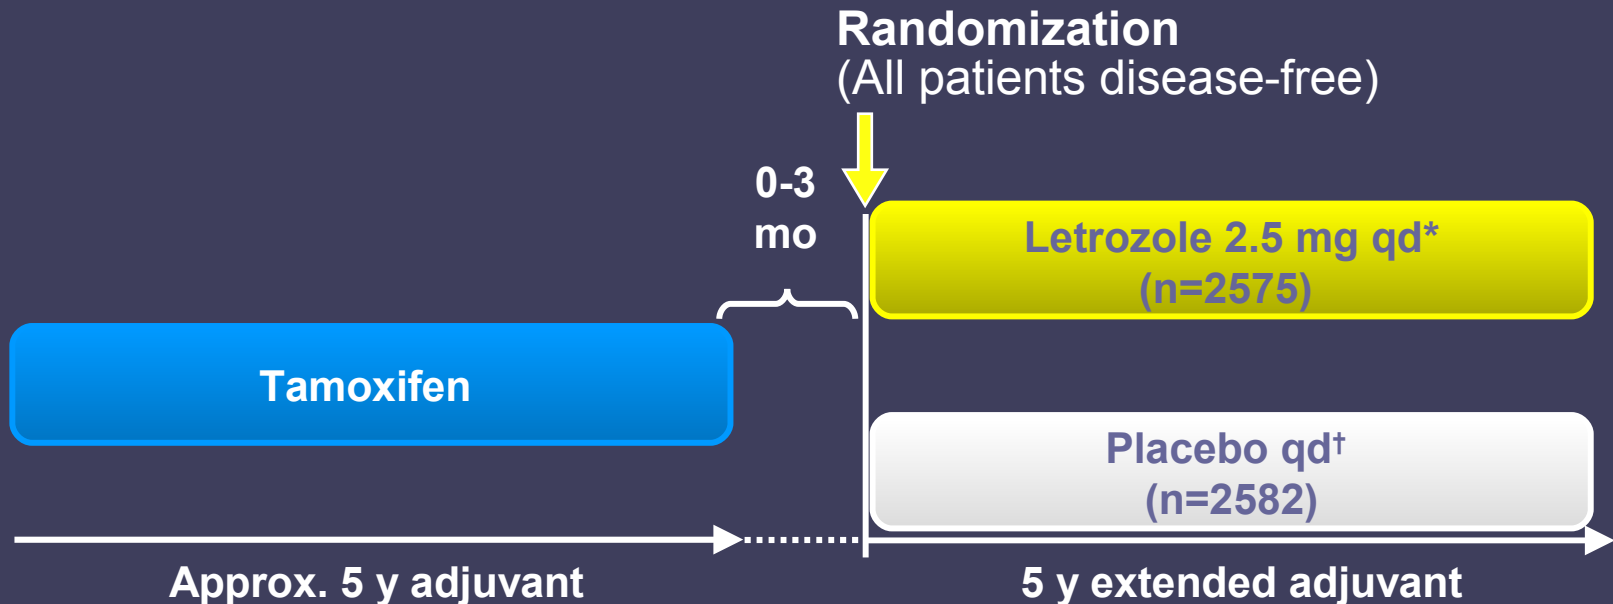 Randomization
(All patients disease-free)
0-3
mo
Letrozole 2.5 mg qd*
(n=2575)
Tamoxifen
Placebo qd†
(n=2582)
Approx. 5 y adjuvant
5 y extended adjuvant